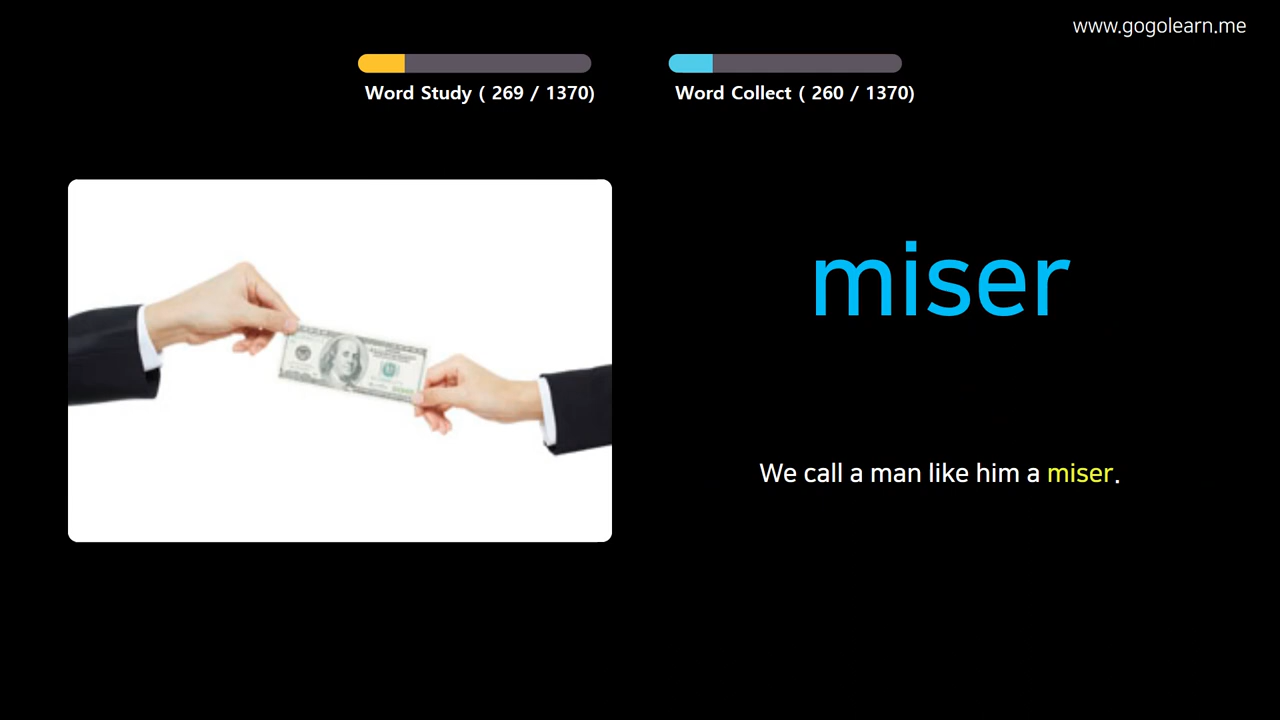 www.gogolearn.me
Word Study ( 269 / 1370)
Word Collect ( 260 / 1370)
miser
We call a man like him a miser.